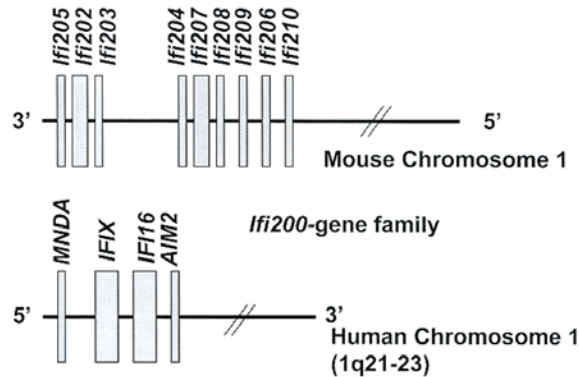 Ifi205
Ifi202
Ifi203
Ifi204
Ifi207
Ifi208
Ifi209
Ifi206
Ifi210
3’
5’
Mouse Chromosome 1
Ifi200-gene family
MNDA
IFIX
IFI16
AIM2
5’
3’
Human Chromosome 1
(1q21-23)